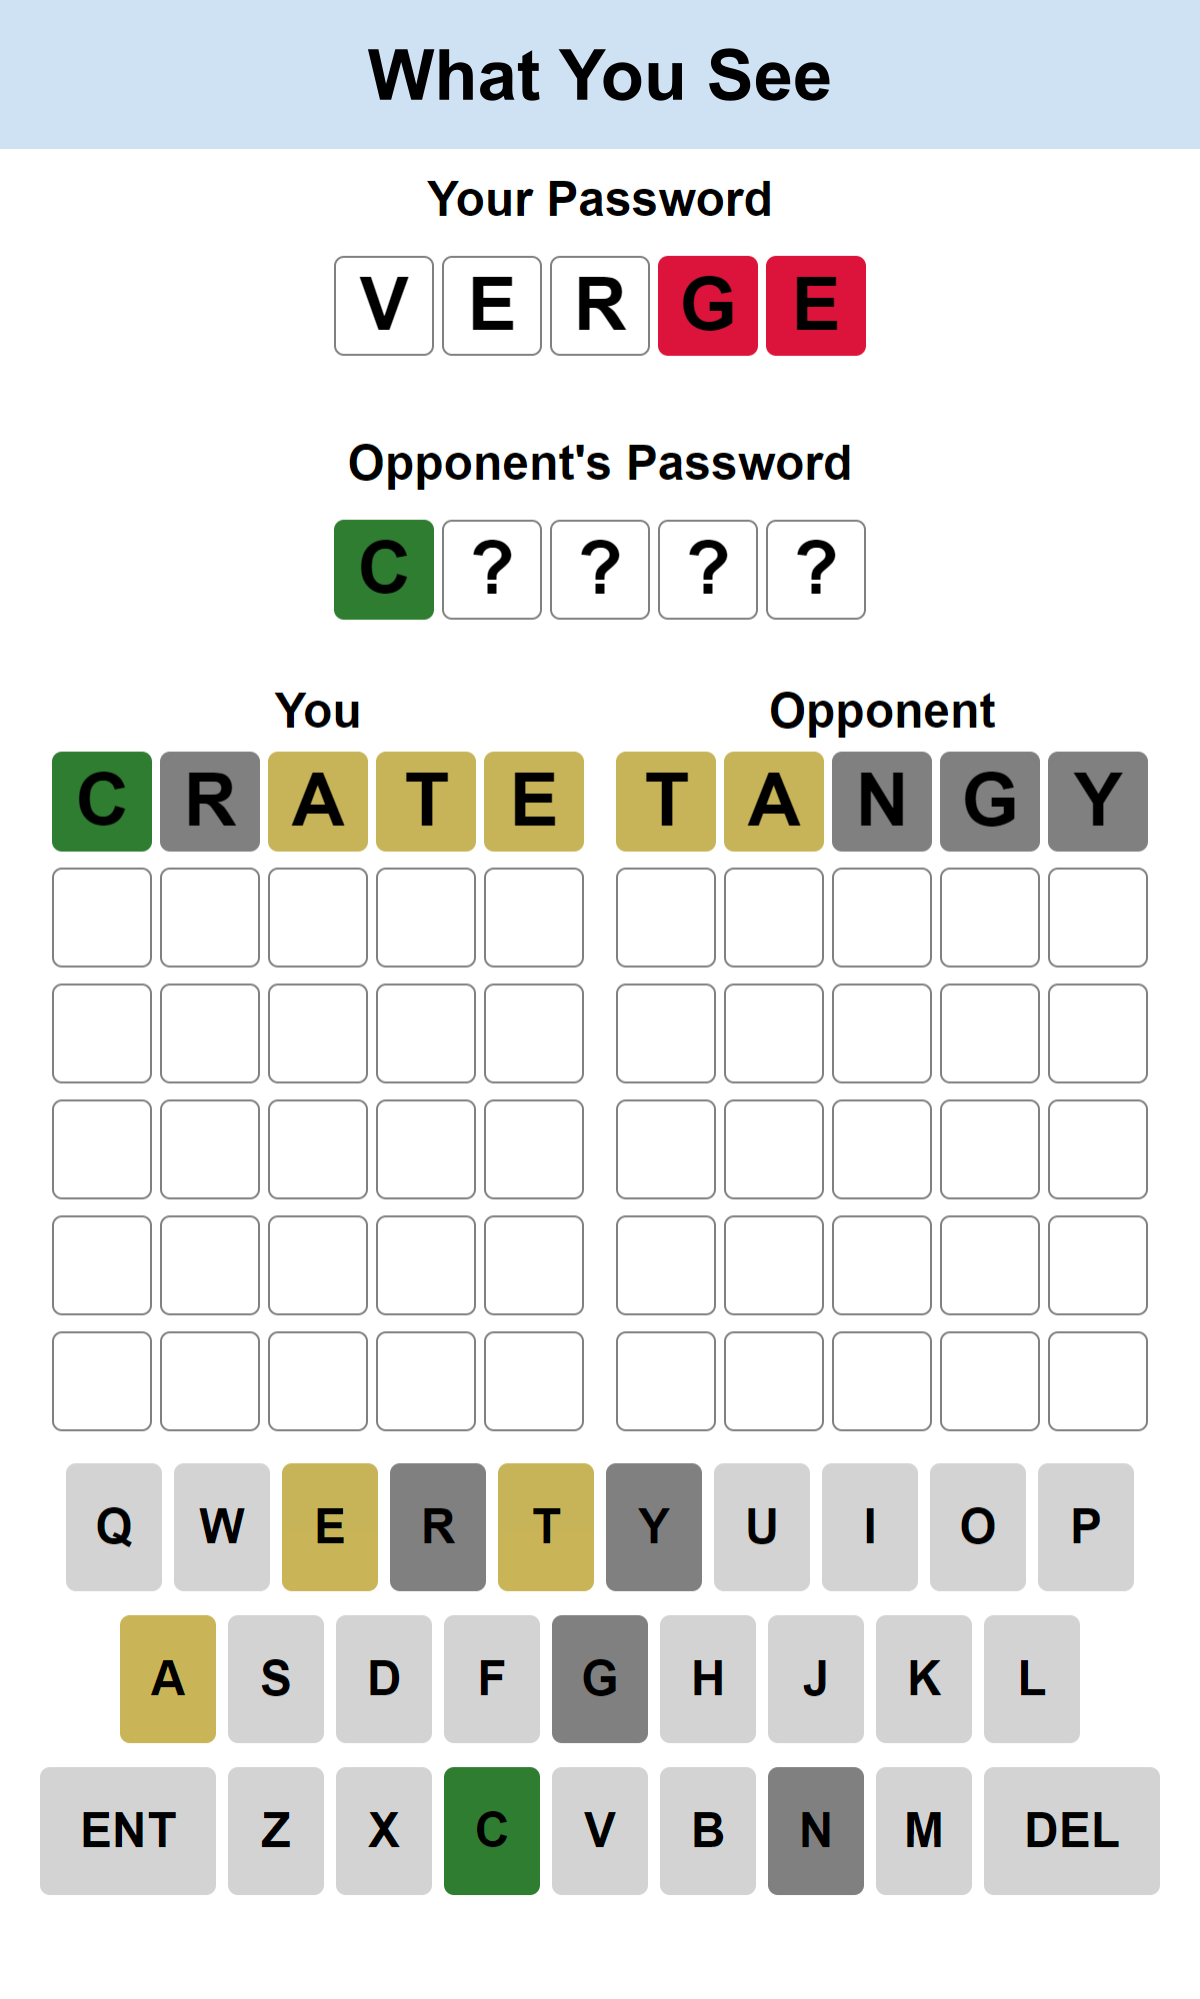 What You See
Your Password
V E R G E
Opponent's Password
C ? ? ? ?
You Opponent
C R A T E T A N G Y
Q W E R T Y U I O P
A S D F G H J K L
ENT Z X C V B N M DEL